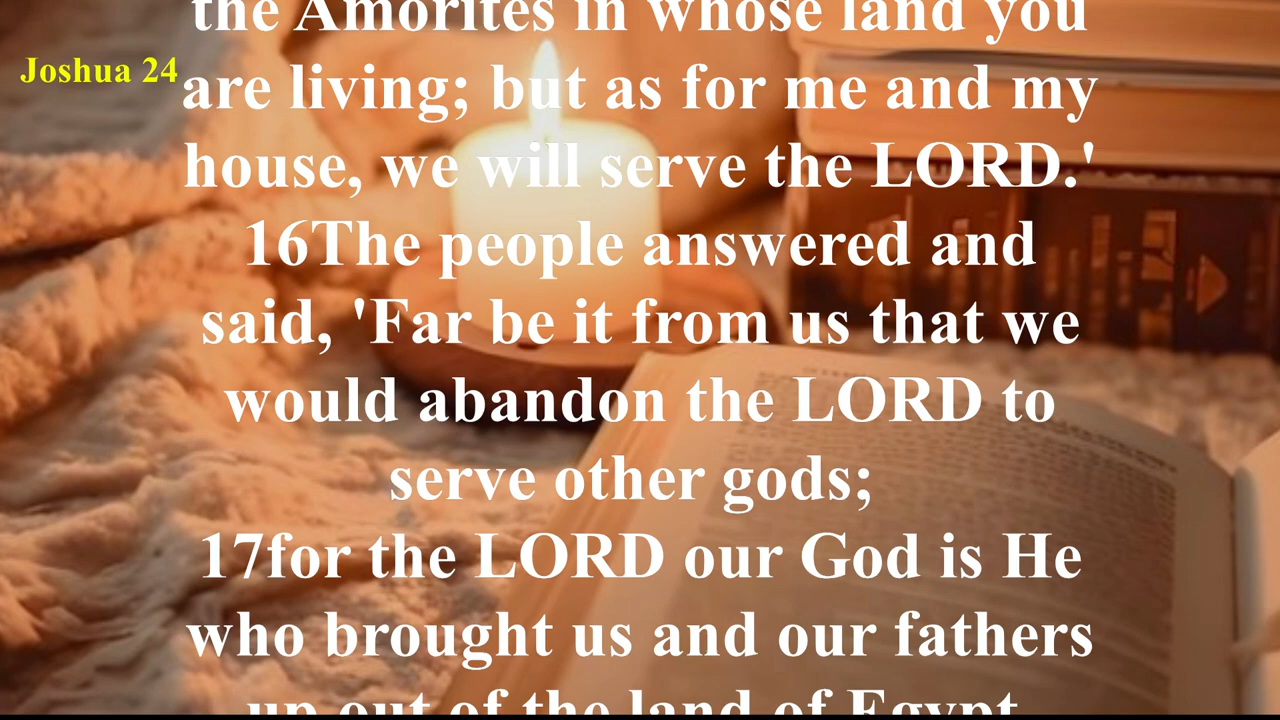 the Amorites in whose land you
Joshua 24
are living; but as for me and my
house, we will serve the LORD.'
16The people answered and
said, 'Far be it from us that we
would abandon the LORD to
serve other gods;
17for the LORD our God is He
who brought us and our fathers
up out of the land of Egypt